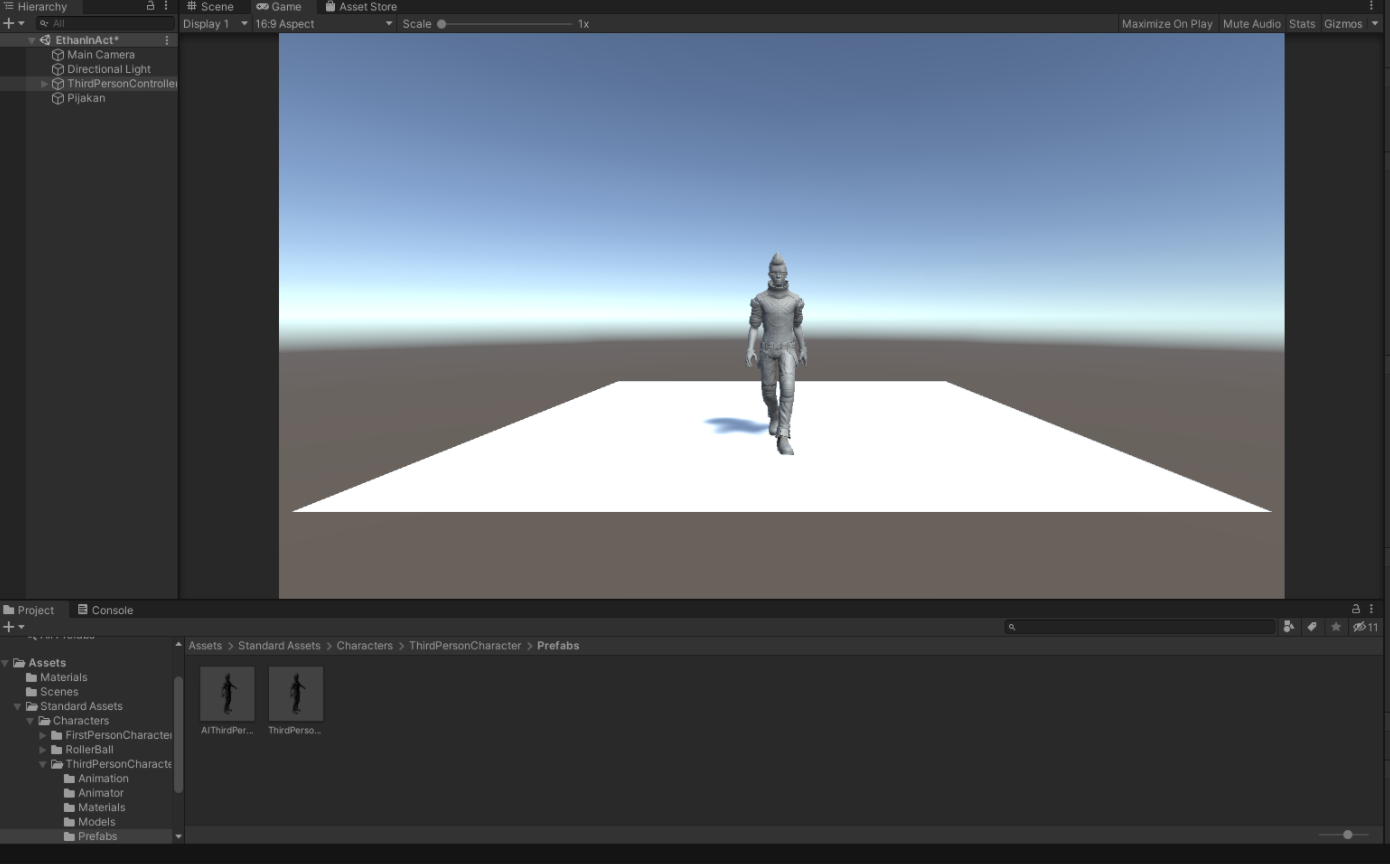 Hierarchy
Scene Game Asset Store
All
Display 1 16:9 Aspect Scale 1x Maximize On Play Mute Audio Stats Gizmos
EthanInAct*
Main Camera
Directional Light
ThirdPersonController
Pijakan
Project Console
11
Assets > Standard Assets > Characters > ThirdPersonCharacter > Prefabs
Assets
Materials
Scenes
Standard Assets
Characters
FirstPersonCharacter
RollerBall
ThirdPersonCharacte
Animation
Animator
Materials
Models
Prefabs
AIThirdPer... ThirdPerso...